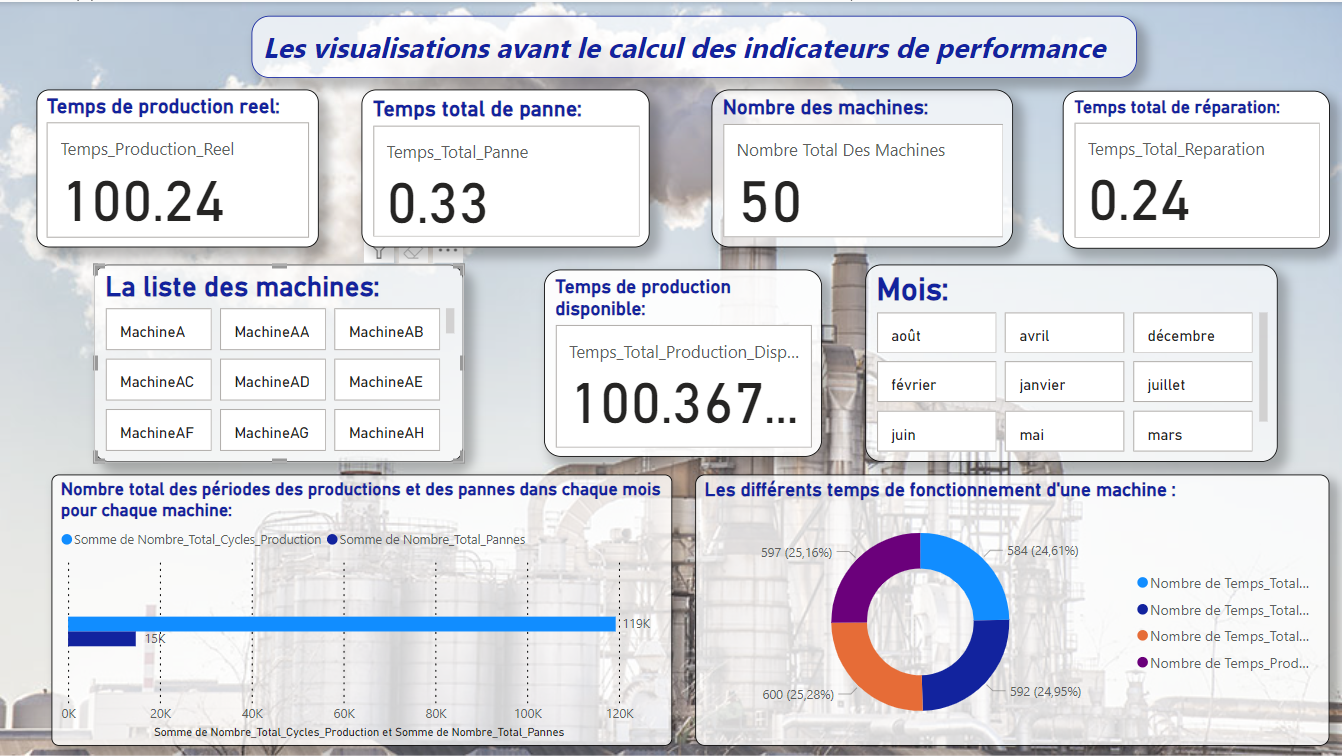 Les visualisations avant le calcul des indicateurs de performance
Temps de production reel:
Temps_Production_Reel
100.24
Temps total de panne:
Temps_Total_Panne
0.33
Nombre des machines:
Nombre Total Des Machines
50
Temps total de réparation:
Temps_Total_Reparation
0.24
La liste des machines:
MachineA
MachineAA
MachineAB
MachineAC
MachineAD
MachineAE
MachineAF
MachineAG
MachineAH
Temps de production
disponible:
Temps_Total_Production_Disp...
100.367...
Mois:
août
avril
décembre
février
janvier
juillet
juin
mai
mars
Nombre total des périodes des productions et des pannes dans chaque mois
pour chaque machine:
Somme de Nombre_Total_Cycles_Production
Somme de Nombre_Total_Pannes
119K
15K
0K
20K
40K
60K
80K
100K
120K
Somme de Nombre_Total_Cycles_Production et Somme de Nombre_Total_Pannes
Les différents temps de fonctionnement d'une machine :
597 (25,16%)
584 (24,61%)
600 (25,28%)
592 (24,95%)
Nombre de Temps_Total...
Nombre de Temps_Total...
Nombre de Temps_Total...
Nombre de Temps_Prod...